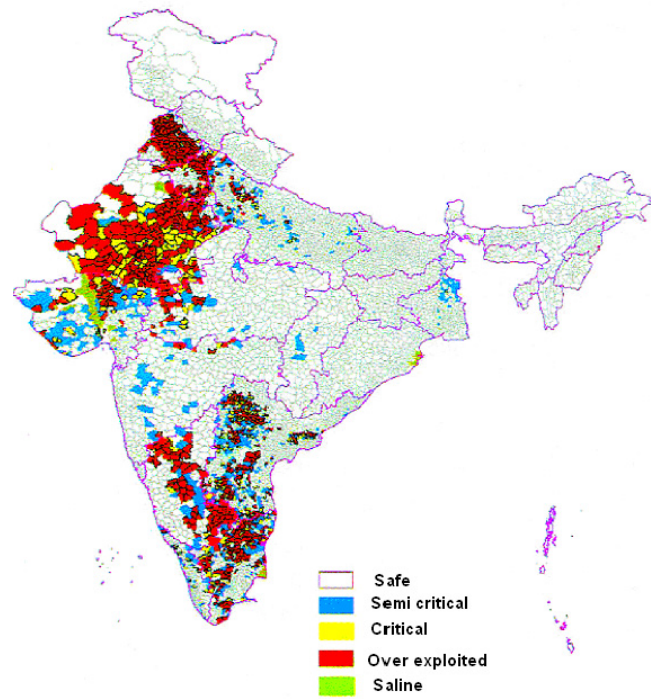 Safe
Semi critical
Critical
Over exploited
Saline